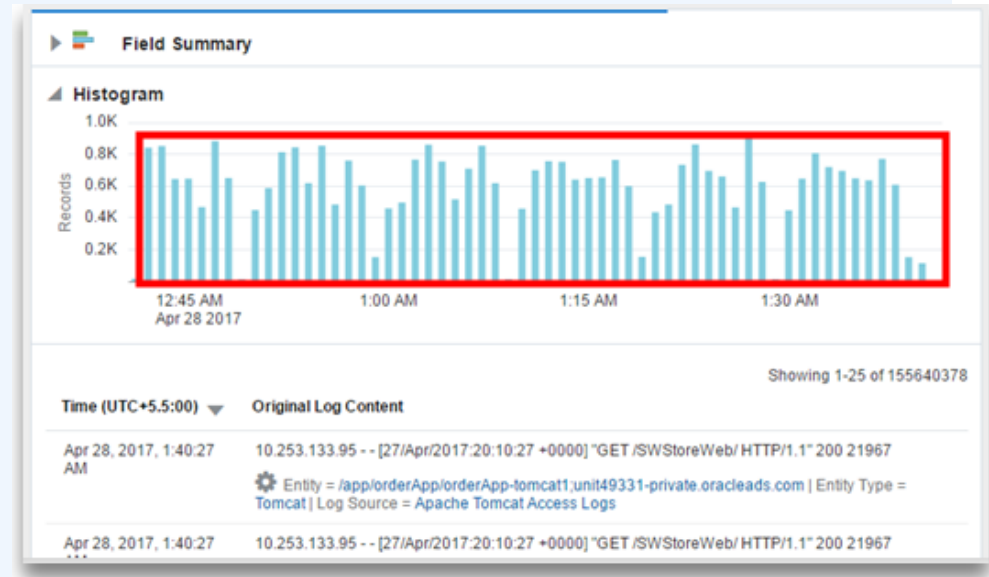 Field Summary
Histogram
1.0K
0.8K
0.6K
0.4K
0.2K
Records
12:45 AM 1:00 AM 1:15 AM 1:30 AM
Apr 28 2017
Showing 1-25 of 155640378
Time (UTC+5.5:00) Original Log Content
Apr 28, 2017, 1:40:27 10.253.133.95 - - [27/Apr/2017:20:10:27 +0000] "GET /SWStoreWeb/ HTTP/1.1" 200 21967
AM
Entity = /app/orderApp/orderApp-tomcat1;unit49331-private.oracleads.com | Entity Type =
Tomcat | Log Source = Apache Tomcat Access Logs
Apr 28, 2017, 1:40:27 10.253.133.95 - - [27/Apr/2017:20:10:27 +0000] "GET /SWStoreWeb/ HTTP/1.1" 200 21967